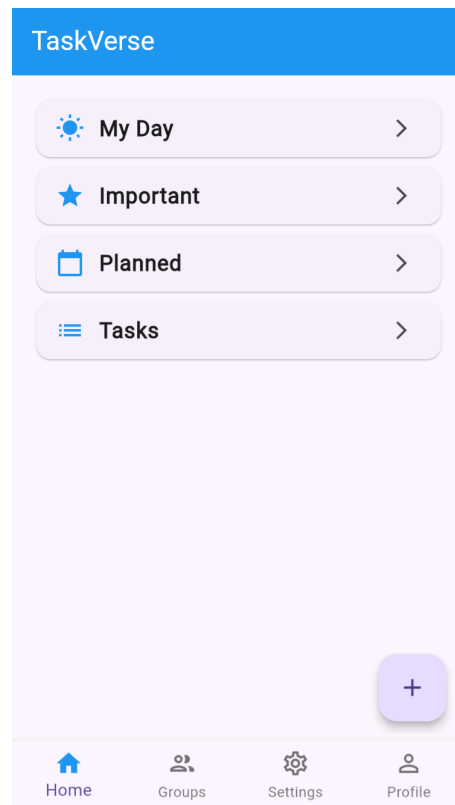 TaskVerse
My Day
Important
Planned
Tasks
+
Home Groups Settings Profile